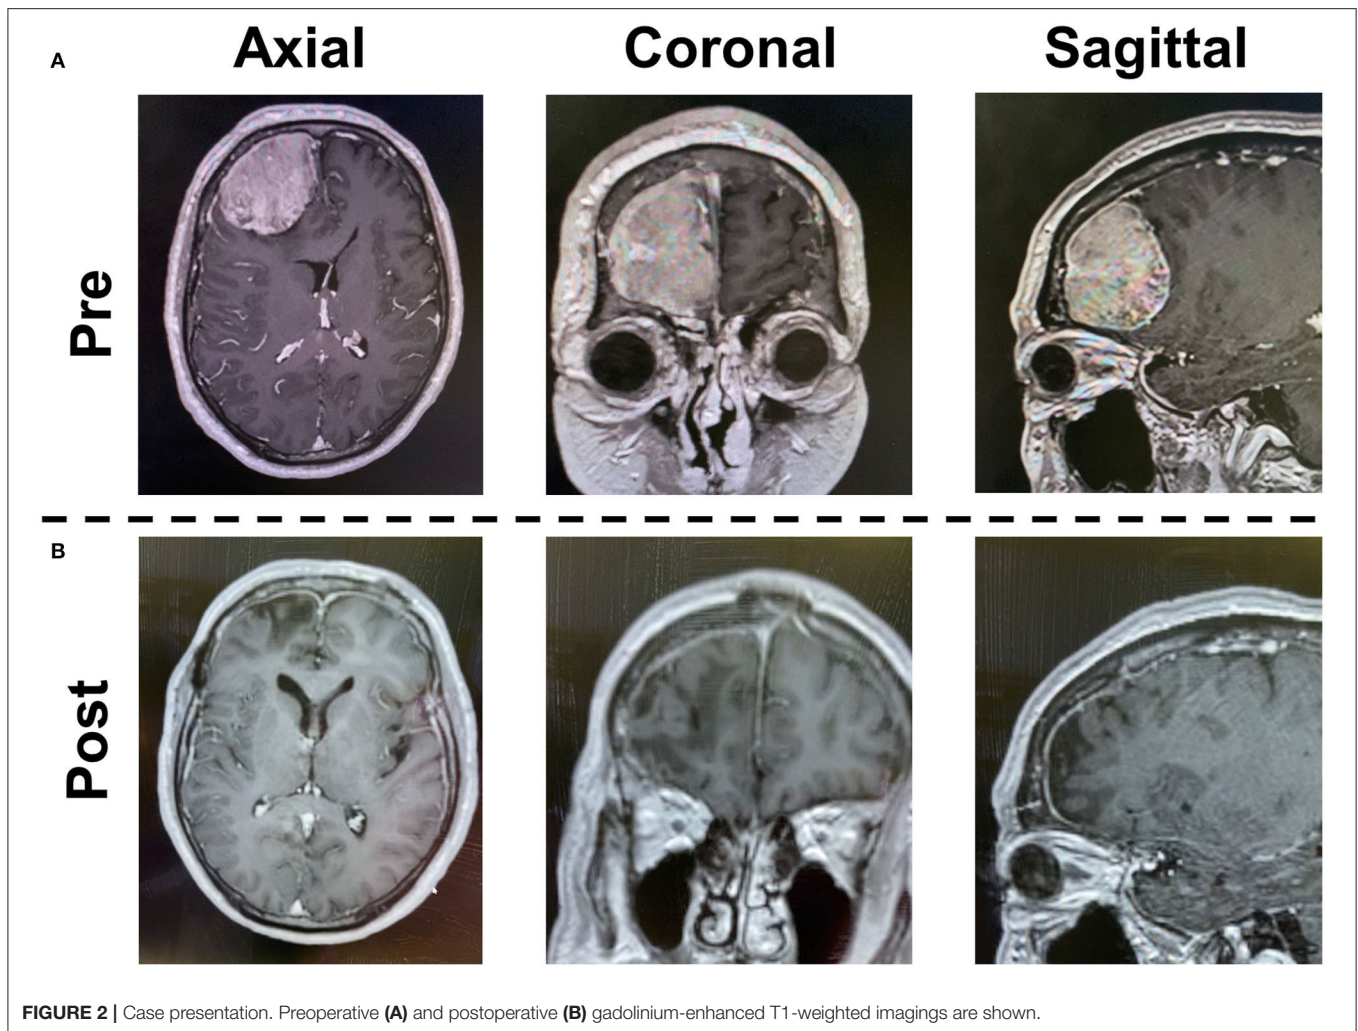 A
Axial
Coronal
Sagittal
Pre
B
Post
FIGURE 2 | Case presentation. Preoperative (A) and postoperative (B) gadolinium-enhanced T1-weighted imagings are shown.